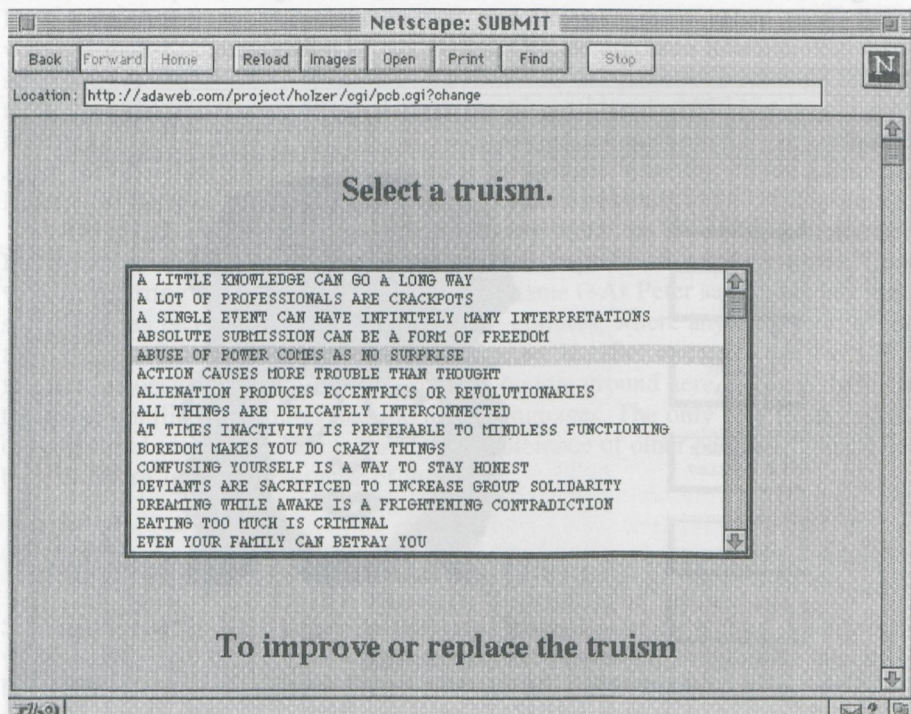 Netscape: SUBMIT
Back Forward Home Reload Images Open Print Find Stop
N
Location: http://adaweb.com/project/holzer/cgi/pcb.cgi?change
Select a truism.
A LITTLE KNOWLEDGE CAN GO A LONG WAY
A LOT OF PROFESSIONALS ARE CRACKPOTS
A SINGLE EVENT CAN HAVE INFINITELY MANY INTERPRETATIONS
ABSOLUTE SUBMISSION CAN BE A FORM OF FREEDOM
ABUSE OF POWER COMES AS NO SURPRISE
ACTION CAUSES MORE TROUBLE THAN THOUGHT
ALIENATION PRODUCES ECCENTRICS OR REVOLUTIONARIES
ALL THINGS ARE DELICATELY INTERCONNECTED
AT TIMES INACTIVITY IS PREFERABLE TO MINDLESS FUNCTIONING
BOREDOM MAKES YOU DO CRAZY THINGS
CONFUSING YOURSELF IS A WAY TO STAY HONEST
DEVIANTS ARE SACRIFICED TO INCREASE GROUP SOLIDARITY
DREAMING WHILE AWAKE IS A FRIGHTENING CONTRADICTION
EATING TOO MUCH IS CRIMINAL
EVEN YOUR FAMILY CAN BETRAY YOU
To improve or replace the truism
?